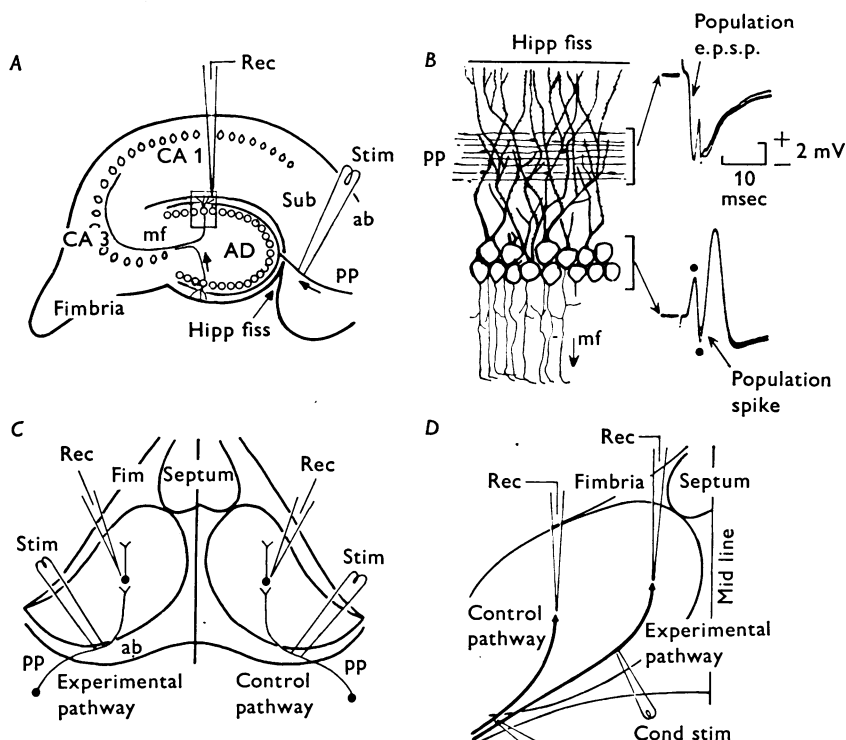 A
Rec
CA 1
Stim
Sub
ab
CA 3
mf
AD
PP
Fimbria
Hipp fiss
B
Hipp fiss
Population
e.p.s.p.
PP
+
2 mV
10
msec
mf
Population
spike
C
Rec
Fim
Septum
Rec
Stim
Stim
ab
PP
PP
Experimental
pathway
Control
pathway
D
Rec
Rec
Fimbria
Septum
Mid line
Control
pathway
Experimental
pathway
Cond stim